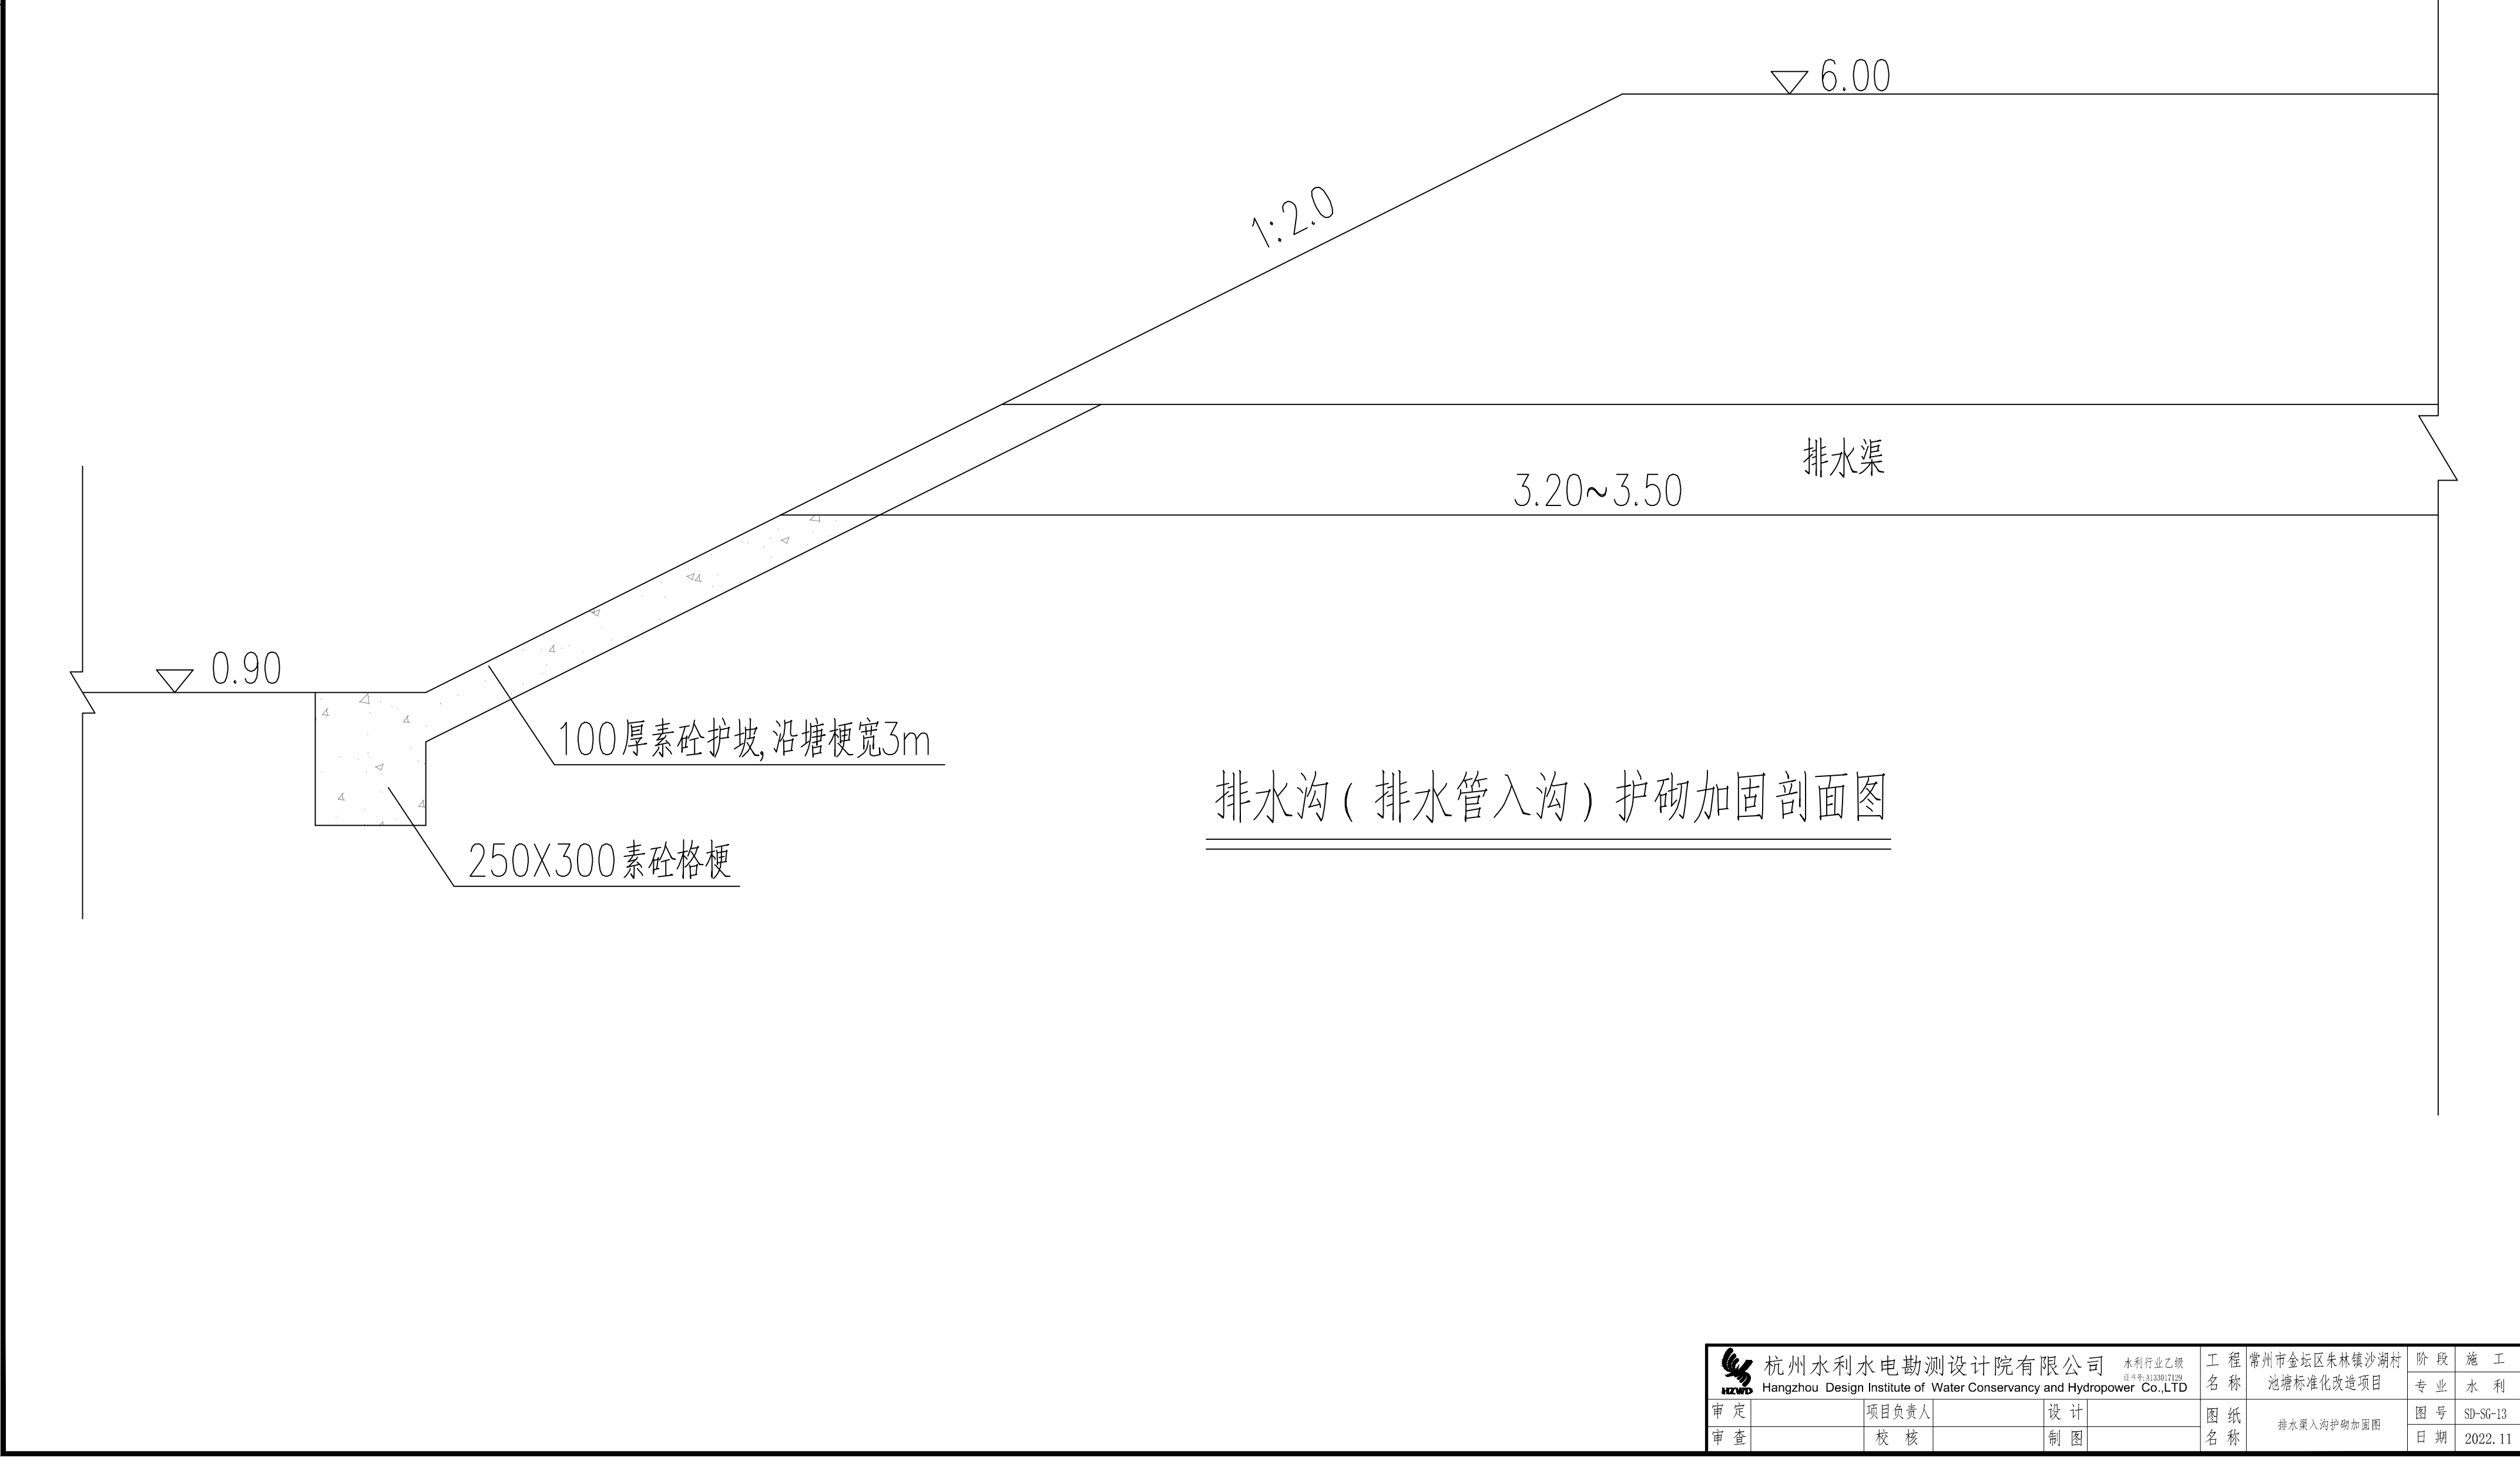 6.00
1:2.0
排水渠
3.20~3.50
0.90
100厚素砼护坡,沿塘梗宽3m
排水沟(排水管入沟)护砌加固剖面图
250X300素砼格梗
杭州水利水电勘测设计院有限公司
水利行业乙级
证书号:A133017129
Hangzhou Design Institute of Water Conservancy and Hydropower Co.,LTD
HZWD
工程名称
常州市金坛区朱林镇沙湖村
池塘标准化改造项目
阶段 施工
专业 水利
审定 项目负责人 设计
审查 校核 制图
图纸名称
排水渠入沟护砌加固图
图号 SD-SG-13
日期 2022.11